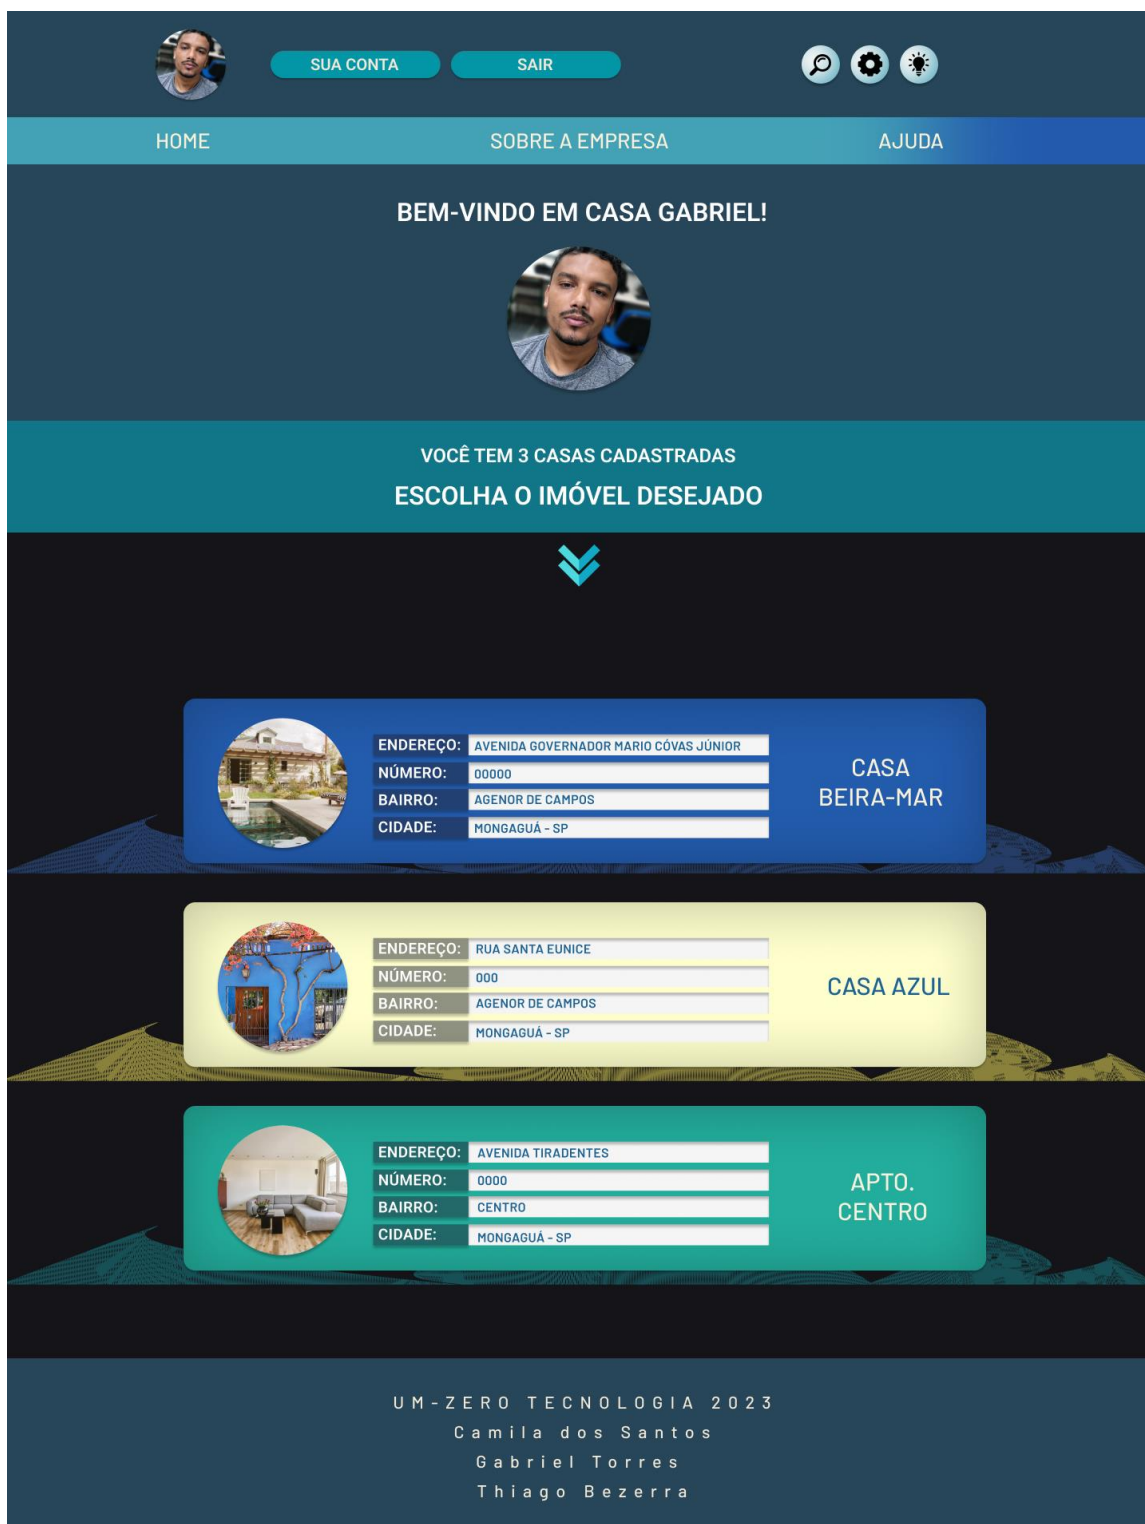 SUA CONTA SAIR
HOME SOBRE A EMPRESA AJUDA
BEM-VINDO EM CASA GABRIEL!
VOCÊ TEM 3 CASAS CADASTRADAS
ESCOLHA O IMÓVEL DESEJADO
ENDEREÇO: AVENIDA GOVERNADOR MARIO CÓVAS JÚNIOR
NÚMERO: 00000
BAIRRO: AGENOR DE CAMPOS
CIDADE: MONGAGUÁ - SP
CASA
BEIRA-MAR
ENDEREÇO: RUA SANTA EUNICE
NÚMERO: 000
BAIRRO: AGENOR DE CAMPOS
CIDADE: MONGAGUÁ - SP
CASA AZUL
ENDEREÇO: AVENIDA TIRADENTES
NÚMERO: 0000
BAIRRO: CENTRO
CIDADE: MONGAGUÁ - SP
APTO.
CENTRO
UM-ZERO TECNOLOGIA 2023
Camila dos Santos
Gabriel Torres
Thiago Bezerra